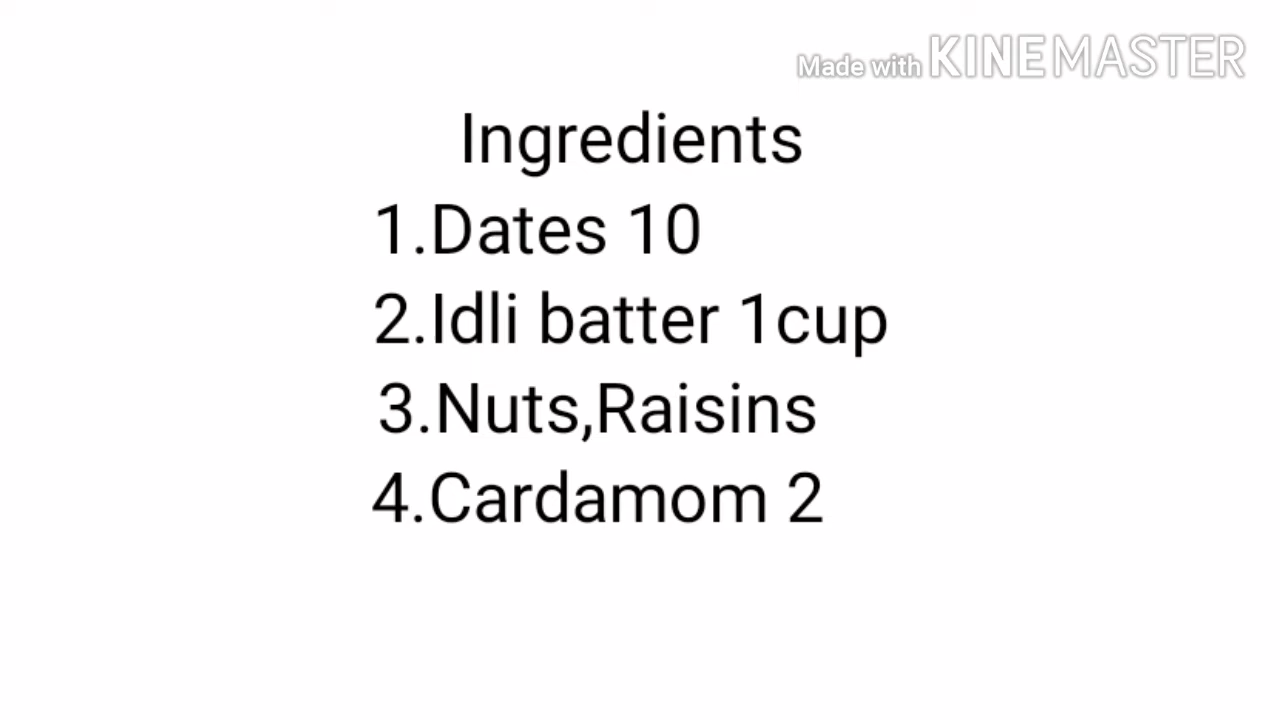 Made with KINEMASTER
Ingredients
1.Dates 10
2.Idli batter 1cup
3.Nuts,Raisins
4.Cardamom 2